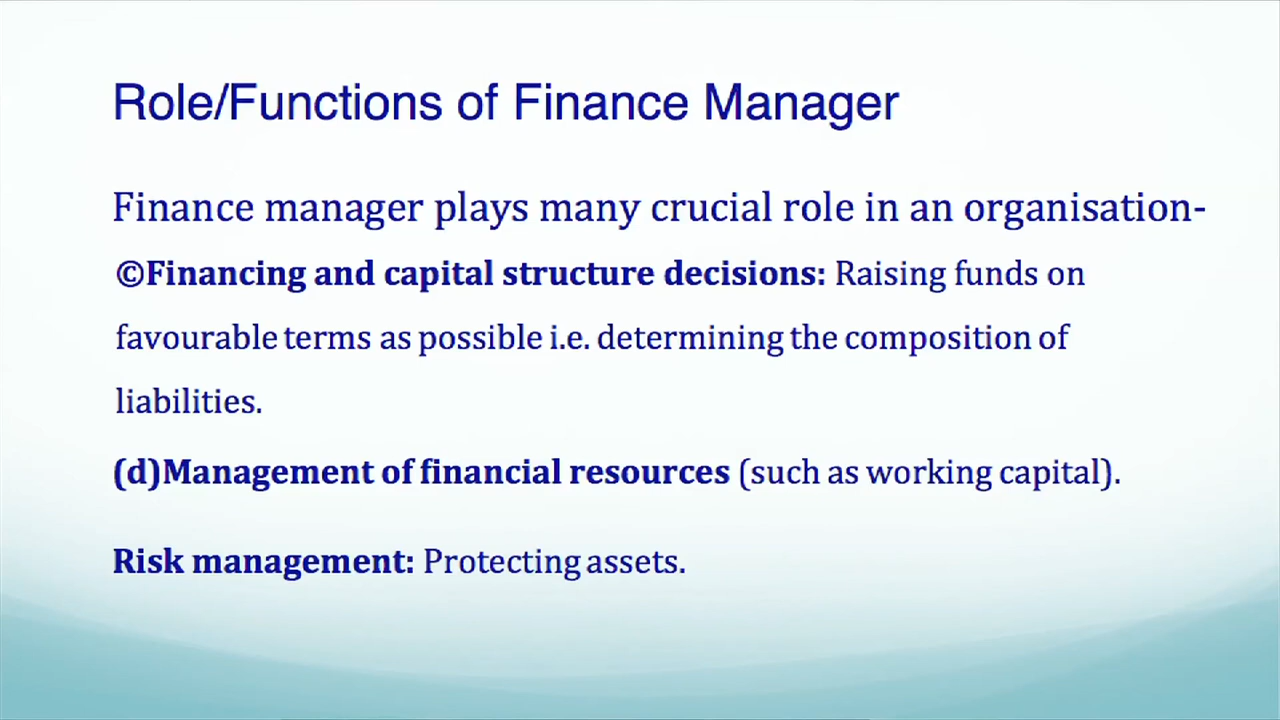 Role/Functions of Finance Manager
Finance manager plays many crucial role in an organisation-
©Financing and capital structure decisions: Raising funds on
favourable terms as possible i.e. determining the composition of
liabilities.
(d)Management of financial resources (such as working capital).
Risk management: Protecting assets.